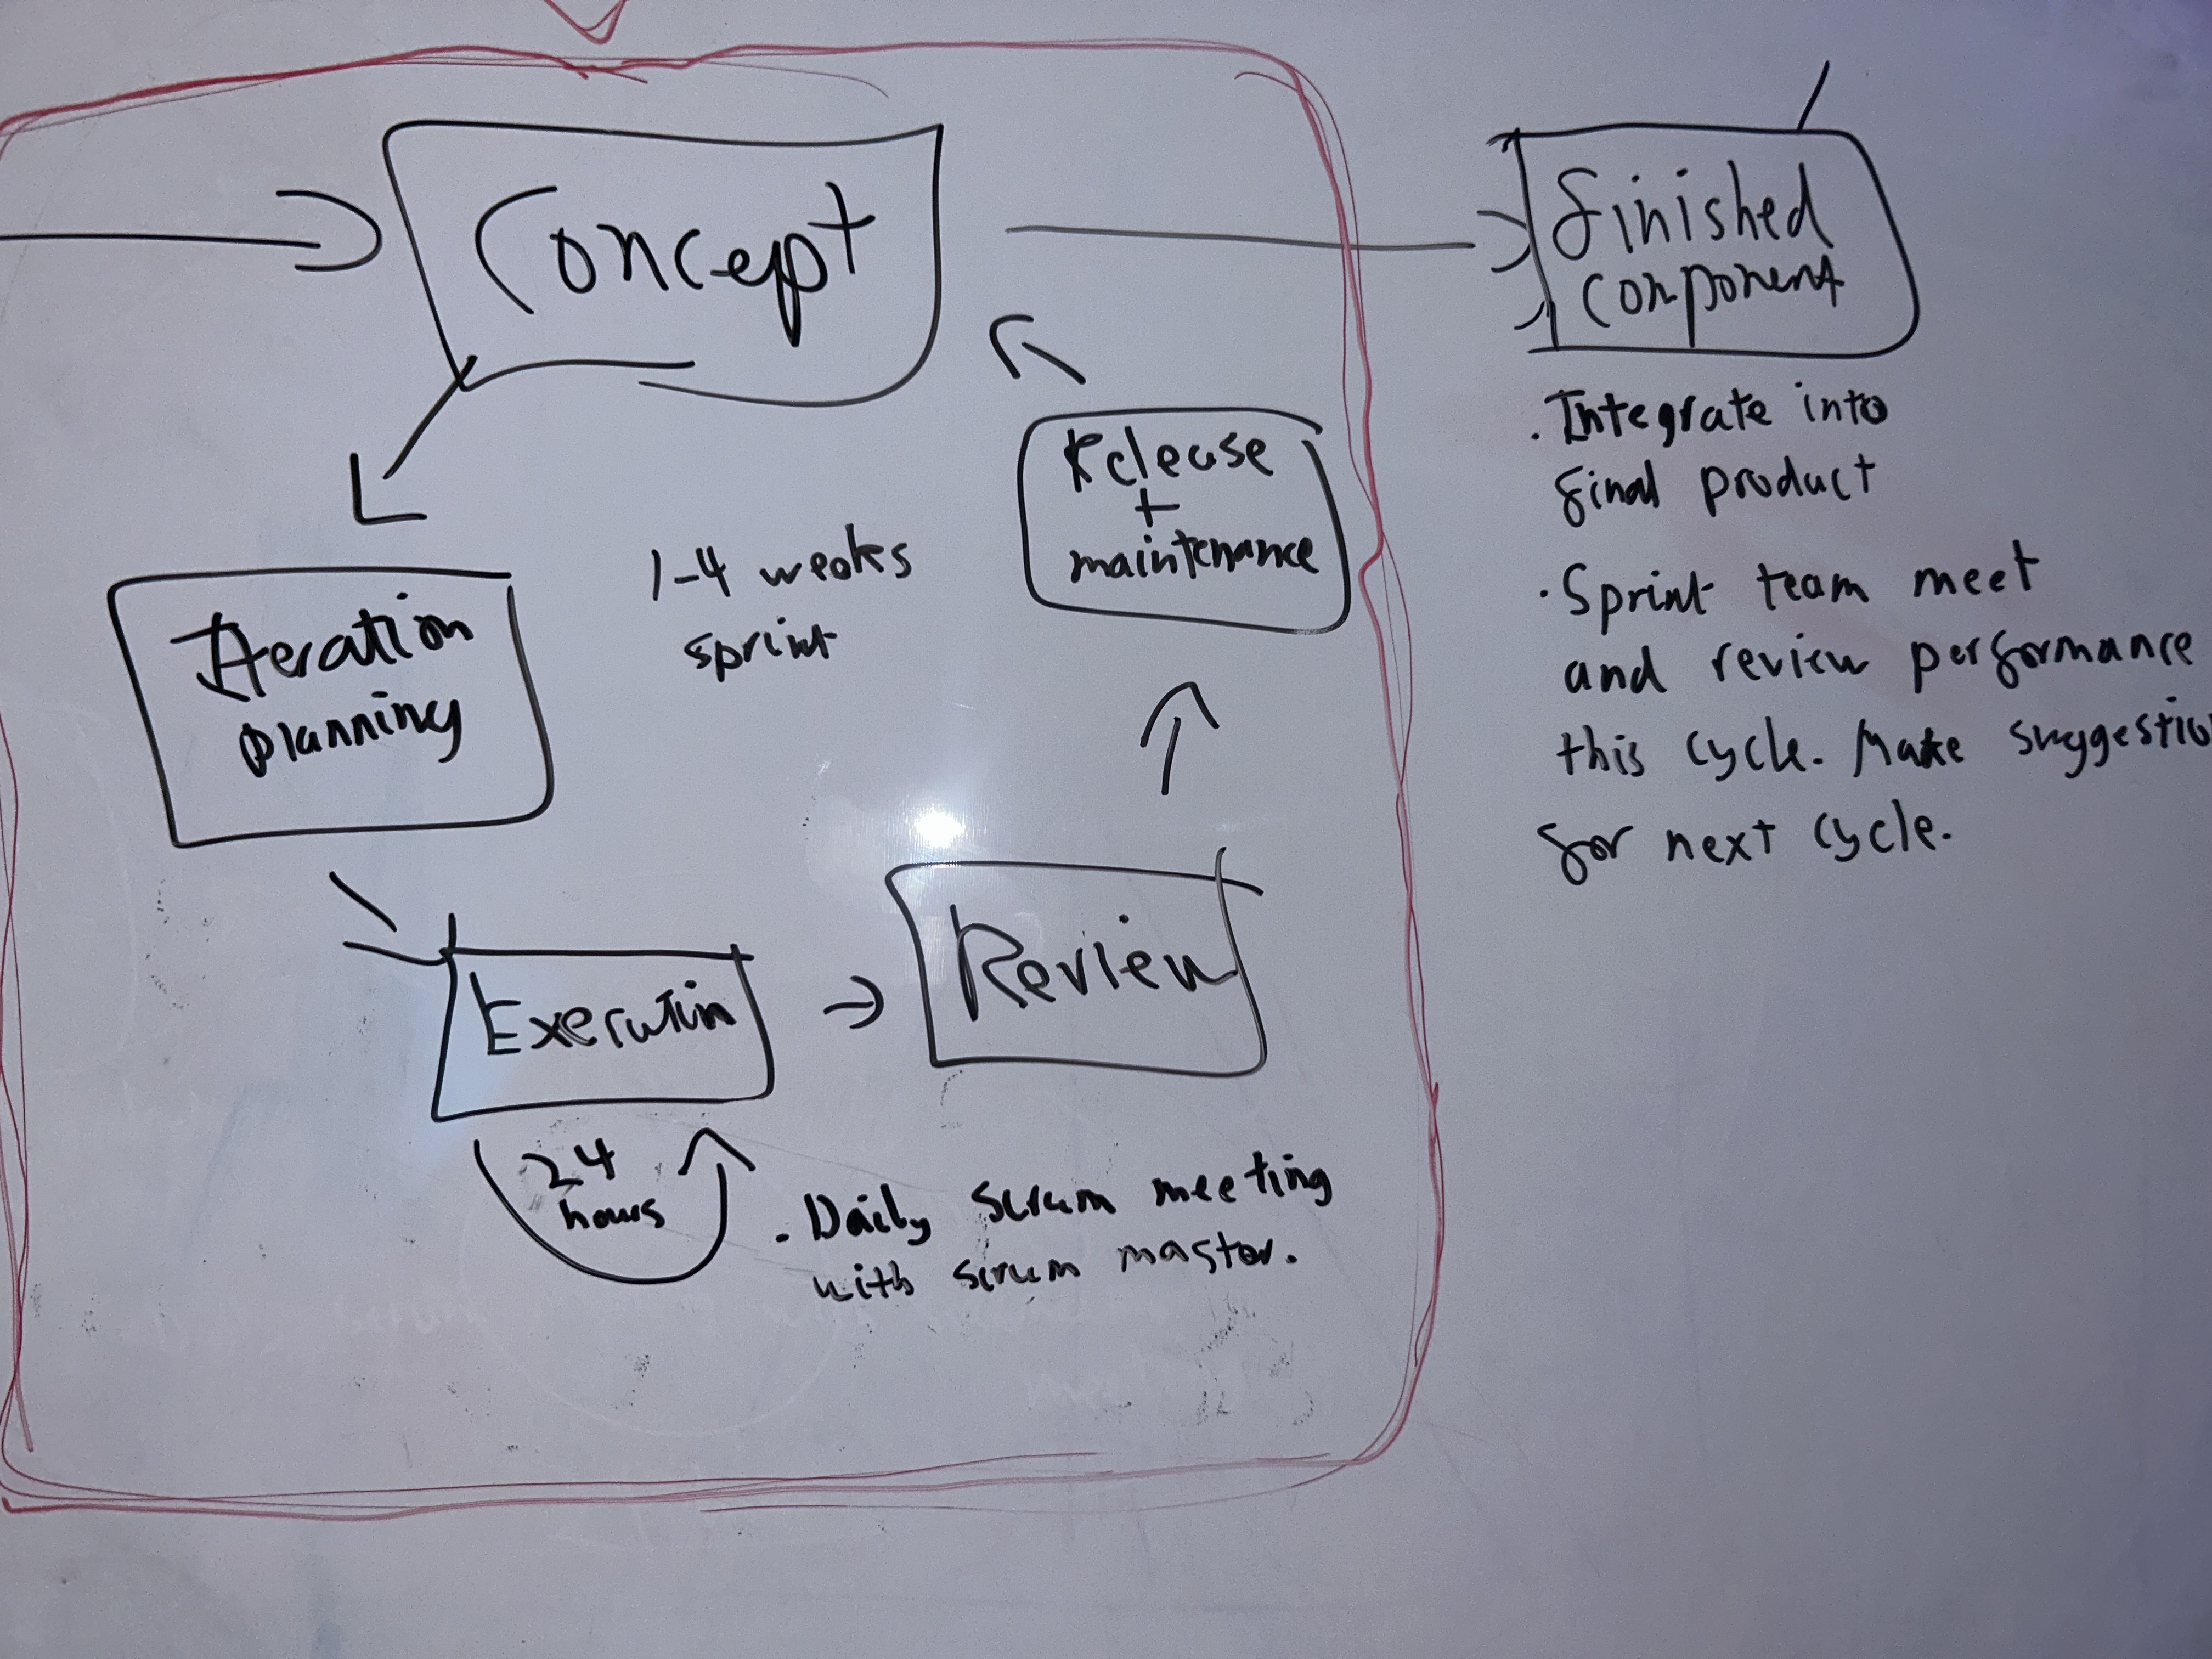 Concept
Finished
component
Release
+
maintenance
. Integrate into
final product
1-4 weeks
sprint
Iteration
planning
. Sprint team meet
and review performance
this cycle. Make suggestio
for next cycle.
Execution
Review
24
hours
. Daily scrum meeting
with scrum master.